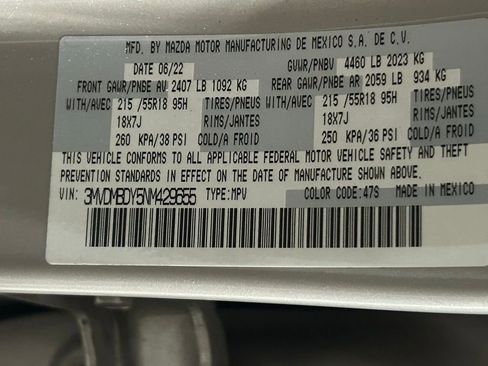 MFD. BY MAZDA MOTOR MANUFACTURING DE MEXICO S.A. DE C.V.
DATE 06/22 GVWR/PNBV 4460 LB 2023 KG
FRONT GAWR/PNBE AV 2407 LB 1092 KG REAR GAWR/PNBE AR 2059 LB 934 KG
WITH/AVEC 215 /55R18 95H TIRES/PNEUS WITH/AVEC 215 /55R18 95H TIRES/PNEUS
18X7J RIMS/JANTES 18X7J RIMS/JANTES
260 KPA/38 PSI COLD/A FROID 250 KPA/36 PSI COLD/A FROID
THIS VEHICLE CONFORMS TO ALL APPLICABLE FEDERAL MOTOR VEHICLE SAFETY AND THEFT
PREVENTION STANDARDS IN EFFECT ON THE DATE OF MANUFACTURE SHOWN ABOVE.
VIN: 3MVDMBDY5NM429655 TYPE: MPV COLOR CODE: 47S MADE IN MEXICO